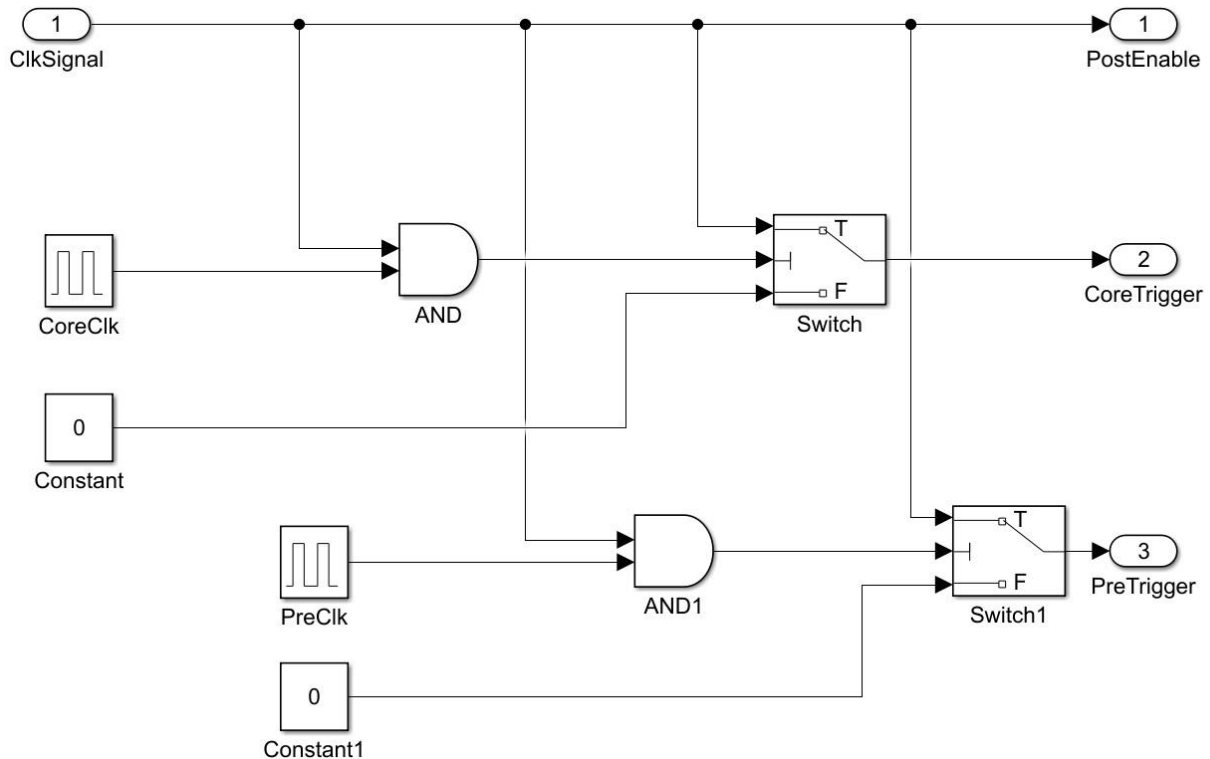 1
ClkSignal
1
PostEnable
CoreClk
AND
T
F
Switch
2
CoreTrigger
0
Constant
PreClk
AND1
T
F
Switch1
3
PreTrigger
0
Constant1